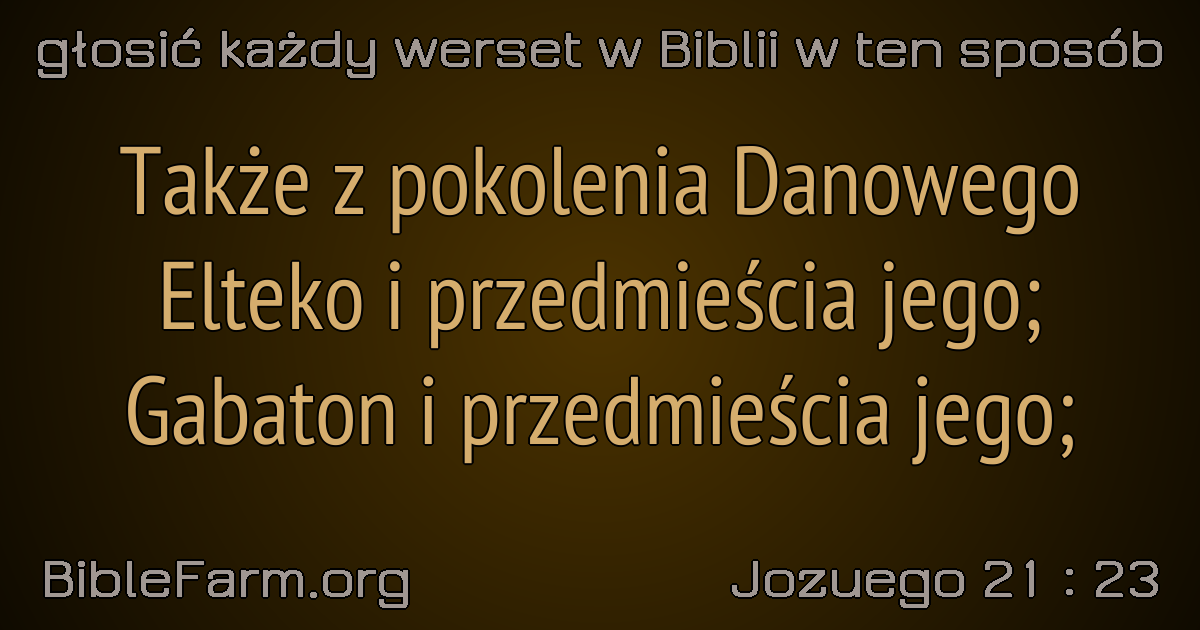 głosić każdy werset w Biblii w ten sposób
Także z pokolenia Danowego
Elteko i przedmieścia jego;
Gabaton i przedmieścia jego;
BibleFarm.org
Jozuego 21 : 23